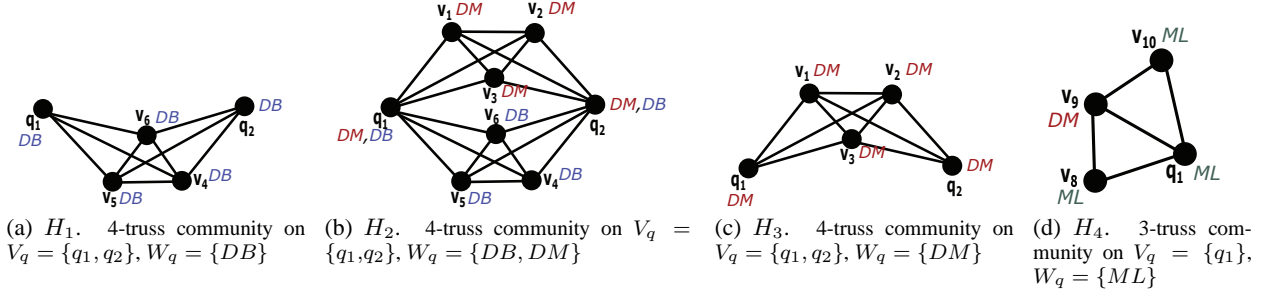 q1
DB
v6 DB
DB
q2
v5 DB
v4 DB
(a) H1. 4-truss community on
Vq = {q1, q2}, Wq = {DB}
v1 DM
v2 DM
v3 DM
q1
DM,DB
v6 DB
DM,DB
q2
v5 DB
v4 DB
(b) H2. 4-truss community on Vq =
{q1,q2}, Wq = {DB, DM}
v1 DM
v2 DM
v3 DM
q1
DM
DM
q2
(c) H3. 4-truss community on
Vq = {q1, q2}, Wq = {DM}
v10 ML
v9
DM
v8
ML
q1
ML
(d) H4. 3-truss com-
munity on Vq = {q1},
Wq = {ML}